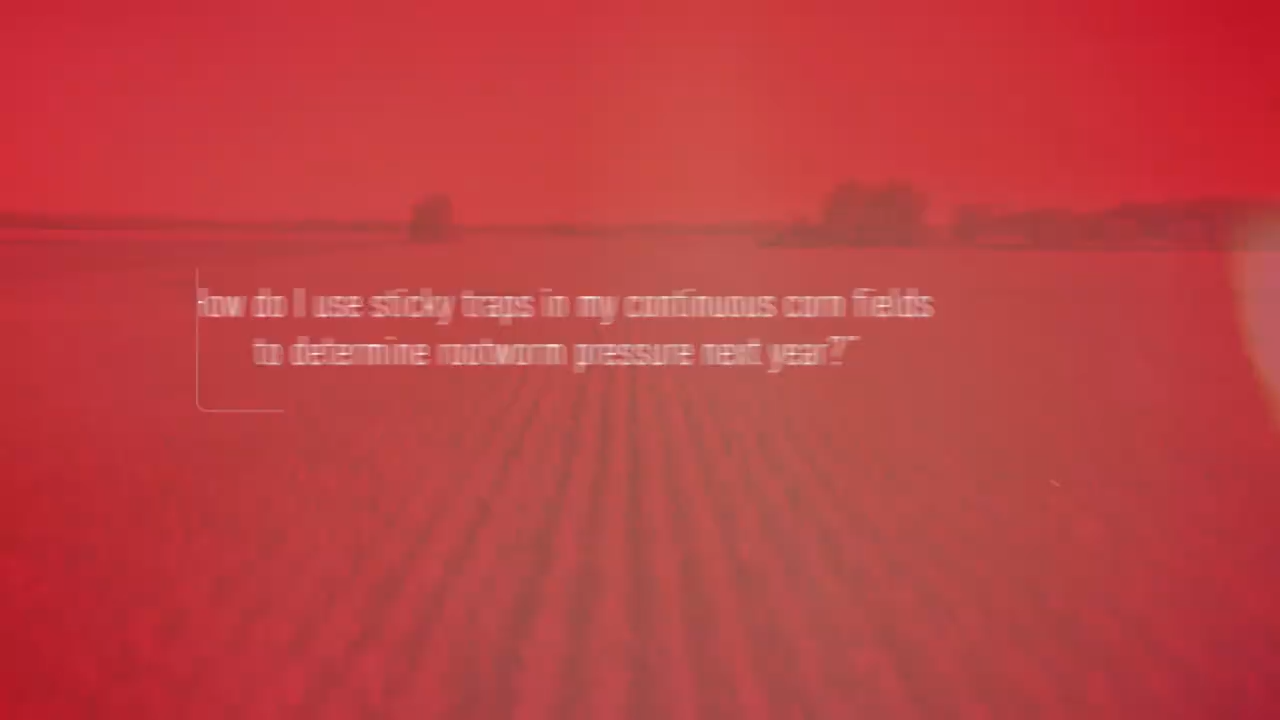 How do I use sticky traps in my continuous corn fields
to determine rootworm pressure next year?"